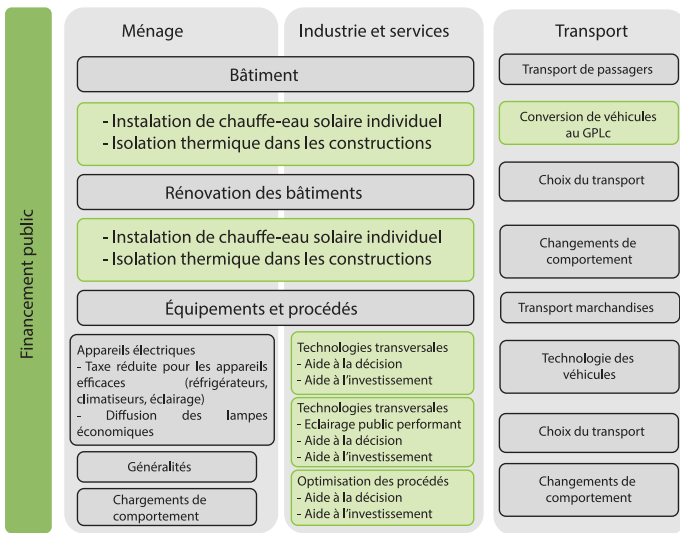 Financement public
Ménage
Industrie et services
Bâtiment
- Instalation de chauffe-eau solaire individuel
- Isolation thermique dans les constructions
Rénovation des bâtiments
- Instalation de chauffe-eau solaire individuel
- Isolation thermique dans les constructions
Équipements et procédés
Appareils électriques
- Taxe réduite pour les appareils
efficaces (réfrigérateurs,
climatiseurs, éclairage)
- Diffusion des lampes
économiques
Généralités
Chargements de
comportement
Technologies transversales
- Aide à la décision
- Aide à l'investissement
Technologies transversales
- Eclairage public performant
- Aide à la décision
- Aide à l'investissement
Optimisation des procédés
- Aide à la décision
- Aide à l'investissement
Transport
Transport de passagers
Conversion de véhicules
au GPLc
Choix du transport
Changements de
comportement
Transport marchandises
Technologie des
véhicules
Choix du transport
Changements de
comportement